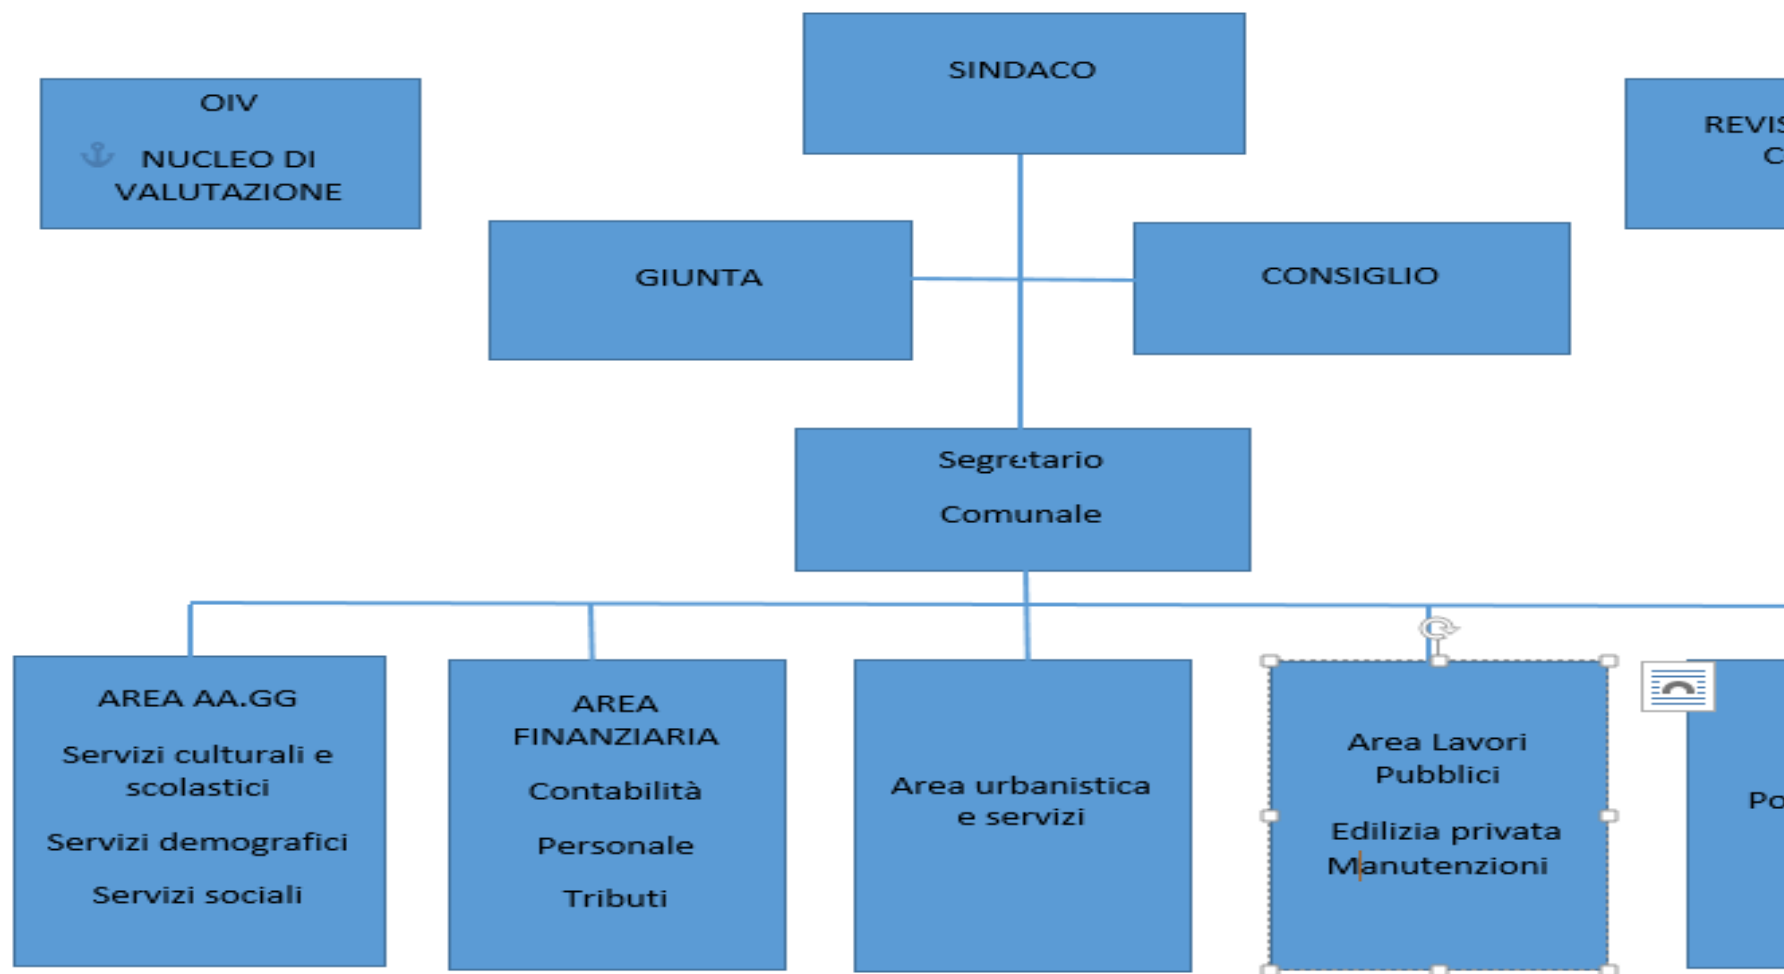 SINDACO
OIV
NUCLEO DI
VALUTAZIONE
GIUNTA
CONSIGLIO
Segretario
Comunale
AREA AA.GG
Servizi culturali e
scolastici
Servizi demografici
Servizi sociali
AREA
FINANZIARIA
Contabilità
Personale
Tributi
Area urbanistica
e servizi
Area Lavori
Pubblici
Edilizia privata
Manutenzioni